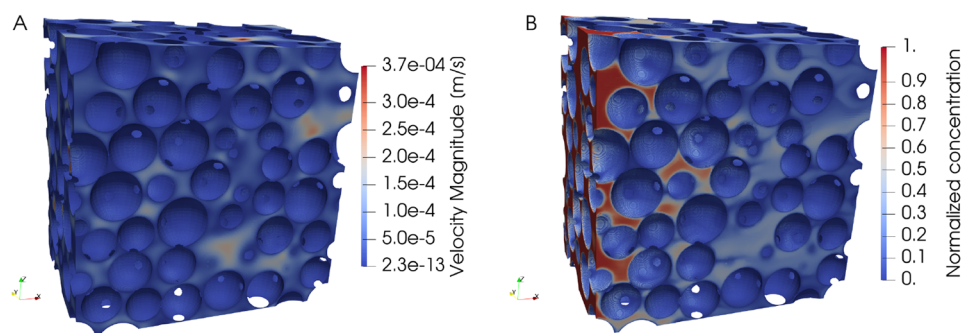 A
3.7e-04
3.0e-4
2.5e-4
2.0e-4
1.5e-4
1.0e-4
5.0e-5
2.3e-13
Velocity Magnitude (m/s)
Z
Y
X
B
1.
0.9
0.8
0.7
0.6
0.5
0.4
0.3
0.2
0.1
0.
Normalized concentration
Z
Y
X